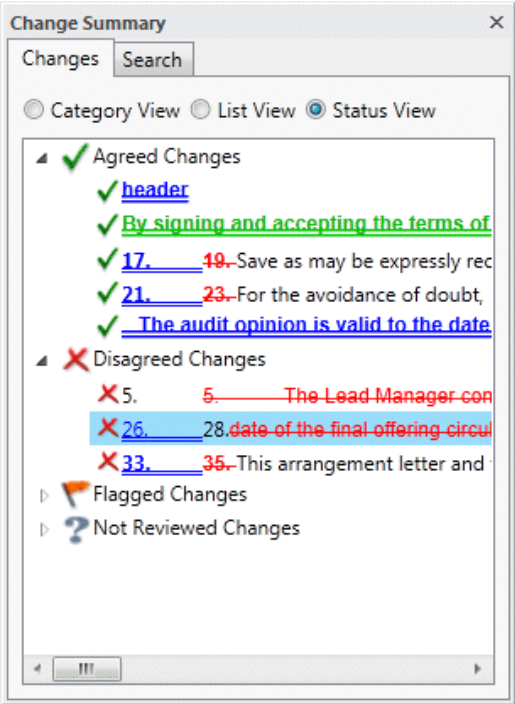 Change Summary
Changes Search
Category View List View Status View
Agreed Changes
header
By signing and accepting the terms of
17. 19. Save as may be expressly rec
21. 23. For the avoidance of doubt,
The audit opinion is valid to the date
Disagreed Changes
5. 5. The Lead Manager con
26. 28.date of the final offering circul
33. 35. This arrangement letter and
Flagged Changes
Not Reviewed Changes